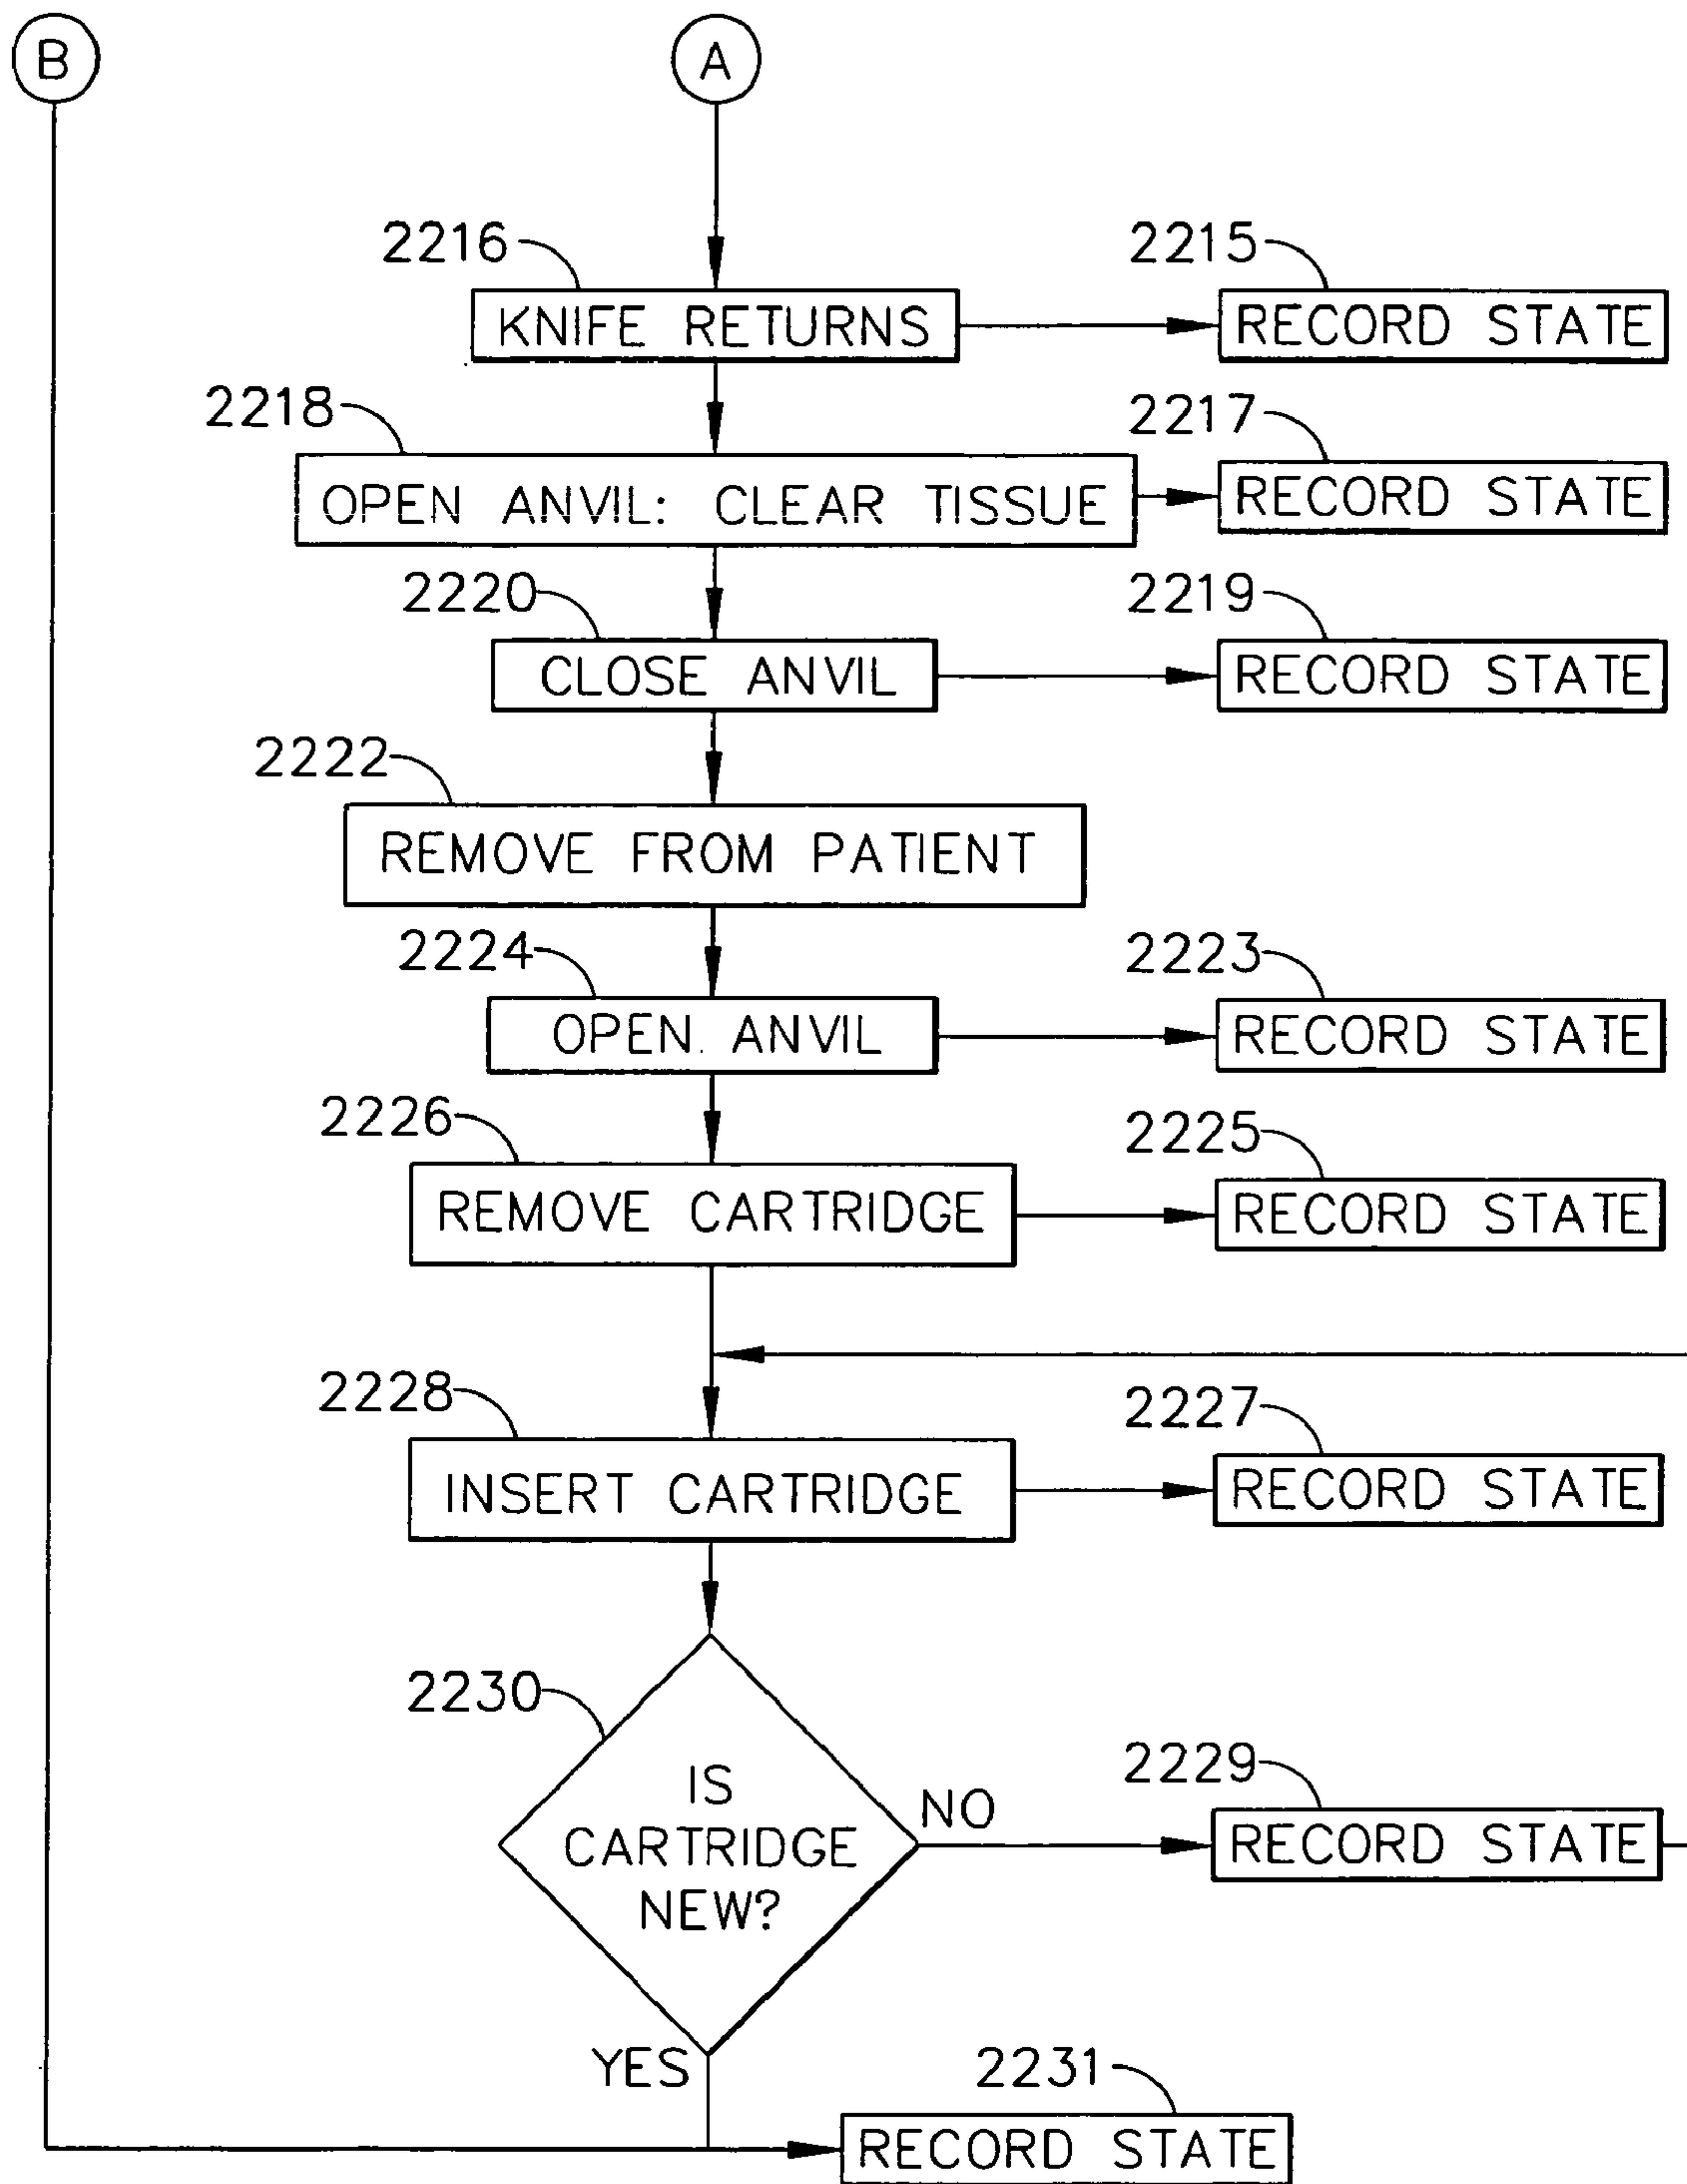 B
A
2216
2215
KNIFE RETURNS
RECORD STATE
2218
2217
OPEN ANVIL: CLEAR TISSUE
RECORD STATE
2220
2219
CLOSE ANVIL
RECORD STATE
2222
REMOVE FROM PATIENT
2224
2223
OPEN ANVIL
RECORD STATE
2226
2225
REMOVE CARTRIDGE
RECORD STATE
2228
2227
INSERT CARTRIDGE
RECORD STATE
2230
2229
IS
CARTRIDGE
NEW?
NO
RECORD STATE
YES
2231
RECORD STATE